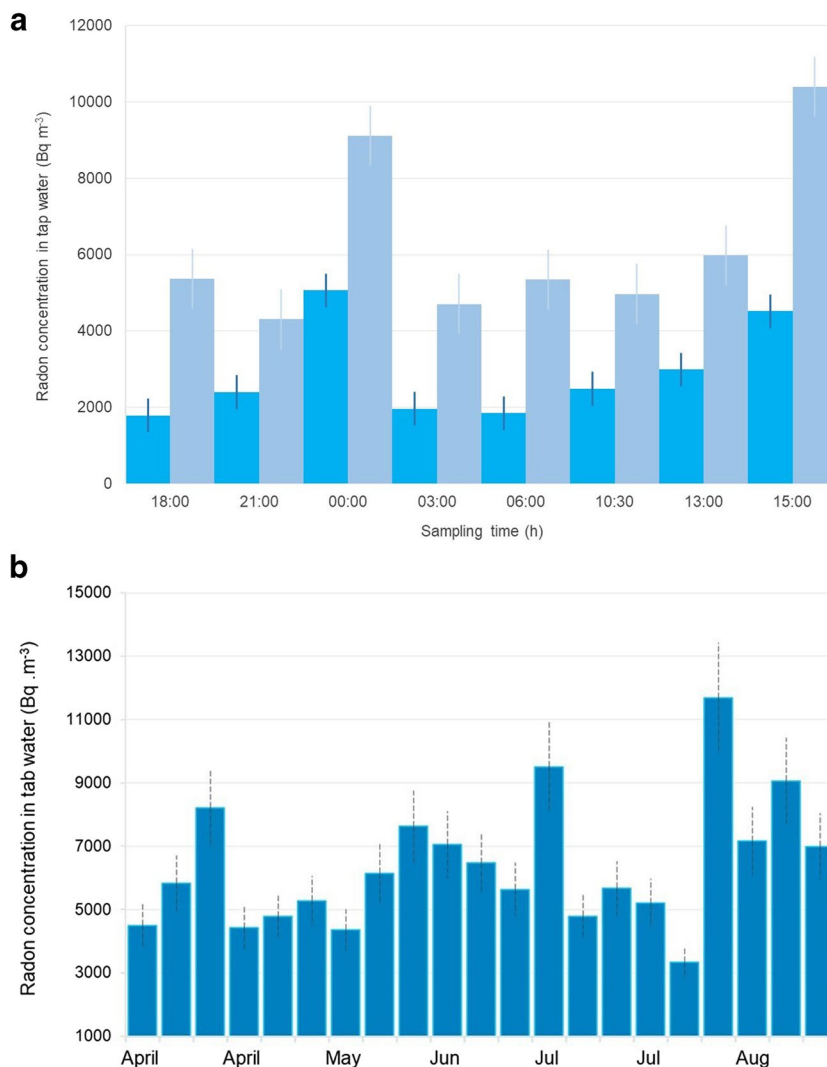 a
Radon concentration in tap water (Bq m-3)
12000
10000
8000
6000
4000
2000
0
18:00 21:00 00:00 03:00 06:00 10:30 13:00 15:00
Sampling time (h)
b
Radon concentration in tab water (Bq .m-3)
15000
13000
11000
9000
7000
5000
3000
1000
April April May Jun Jul Jul Aug